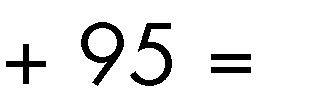 + 95 =